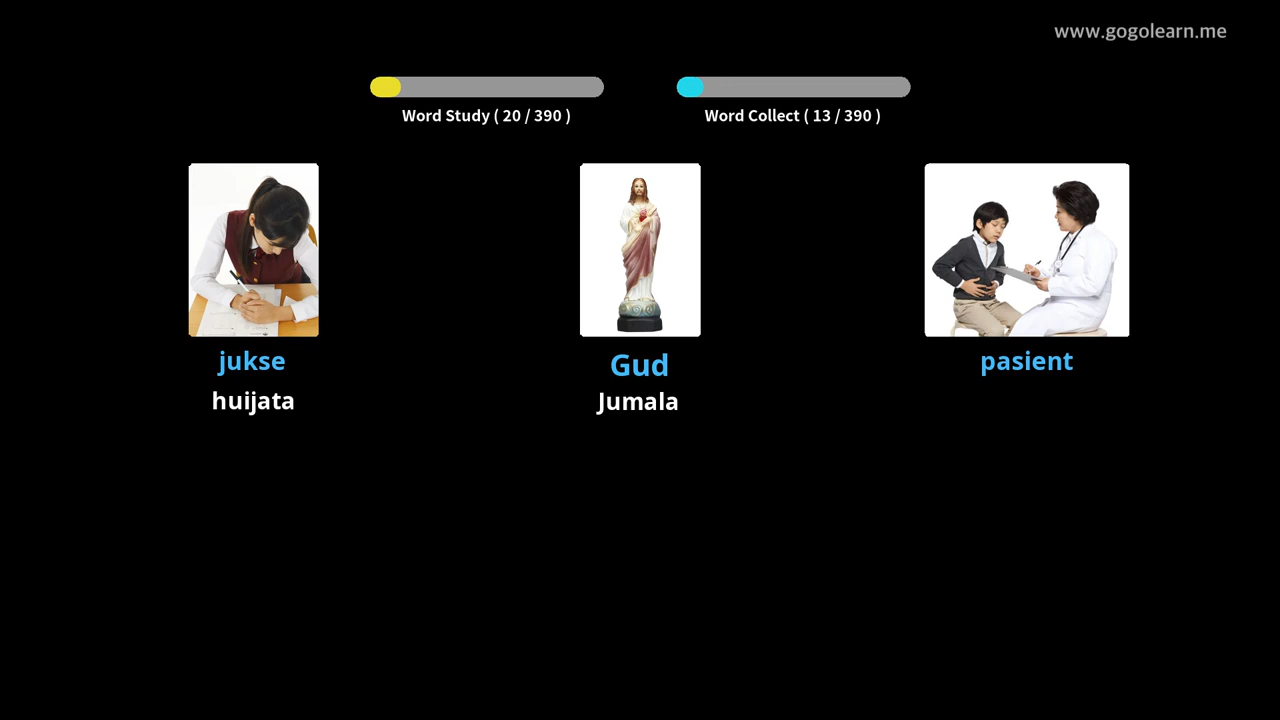 www.gogolearn.me
Word Study ( 20 / 390 )
Word Collect ( 13 / 390 )
jukse
Gud
pasient
huijata
Jumala